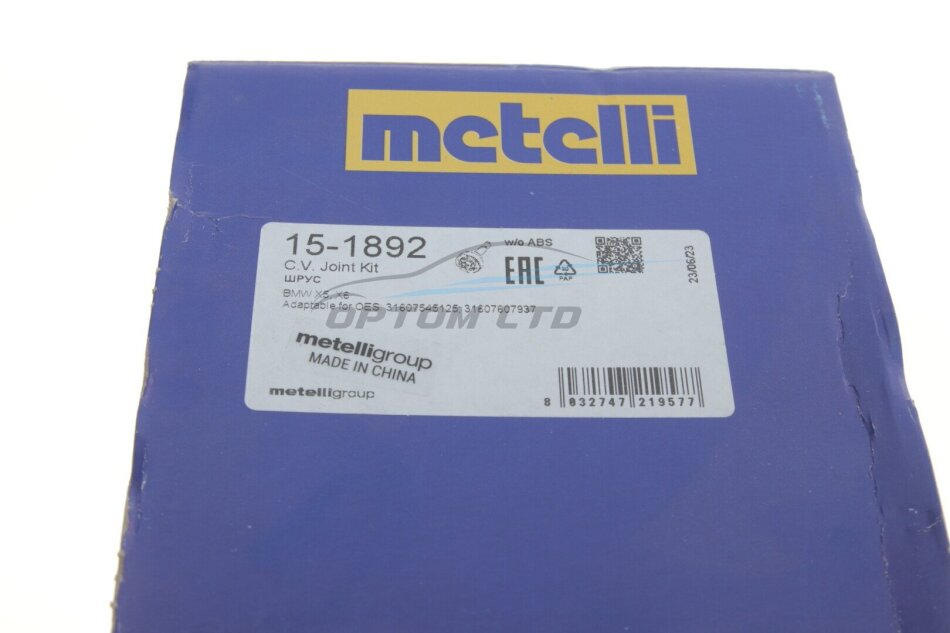 metelli
15-1892
w/o ABS
C.V. Joint Kit
ШРУС
EAC
PAP
23/06/23
BMW X5, X6
Adaptable for OES: 31607545125; 31607607937
OPTOM LTD
metelligroup
MADE IN CHINA
metelligroup
8 032747 219577